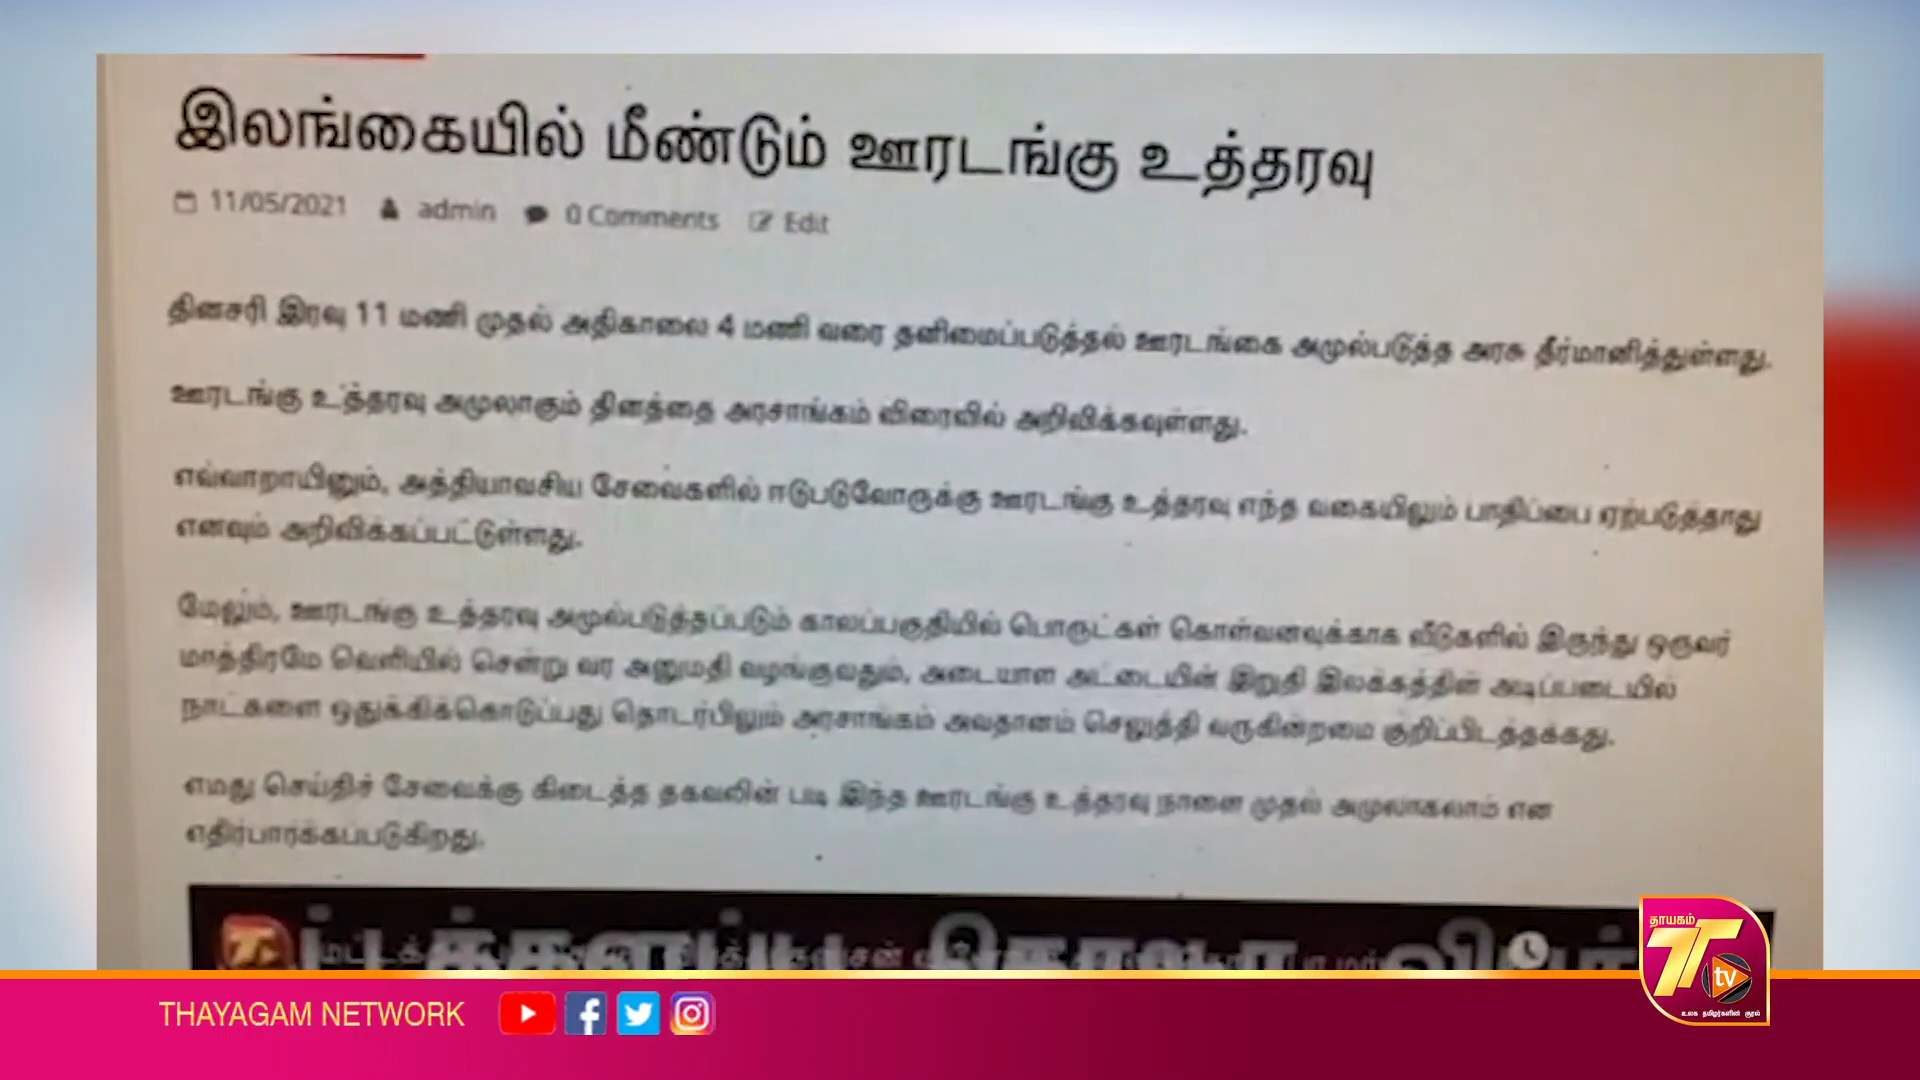 இலங்கையில் மீண்டும் ஊரடங்கு உத்தரவு
11/05/2021 admin 0 Comments Edit
தினசரி இரவு 11 மணி முதல் அதிகாலை 4 மணி வரை தனிமைப்படுத்தல் ஊரடங்கை அமுல்படுத்த அரசு தீர்மானித்துள்ளது.
ஊரடங்கு உத்தரவு அமுலாகும் தினத்தை அரசாங்கம் விரைவில் அறிவிக்கவுள்ளது.
எவ்வாறாயினும், அத்தியாவசிய சேவைகளில் ஈடுபடுவோருக்கு ஊரடங்கு உத்தரவு எந்த வகையிலும் பாதிப்பை ஏற்படுத்தாது
எனவும் அறிவிக்கப்பட்டுள்ளது.
மேலும், ஊரடங்கு உத்தரவு அமுல்படுத்தப்படும் காலப்பகுதியில் பொருட்கள் கொள்வனவுக்காக வீடுகளில் இருந்து ஒருவர்
மாத்திரமே வெளியில் சென்று வர அனுமதி வழங்குவதும், அடையாள அட்டையின் இறுதி இலக்கத்தின் அடிப்படையில்
நாட்களை ஒதுக்கிக்கொடுப்பது தொடர்பிலும் அரசாங்கம் அவதானம் செலுத்தி வருகின்றமை குறிப்பிடத்தக்கது.
எமது செய்திச் சேவைக்கு கிடைத்த தகவலின் படி இந்த ஊரடங்கு உத்தரவு நாளை முதல் அமுலாகலாம் என
எதிர்பார்க்கப்படுகிறது.
தாயகம்
TTtv
உலக தமிழர்களின் குரல்
THAYAGAM NETWORK